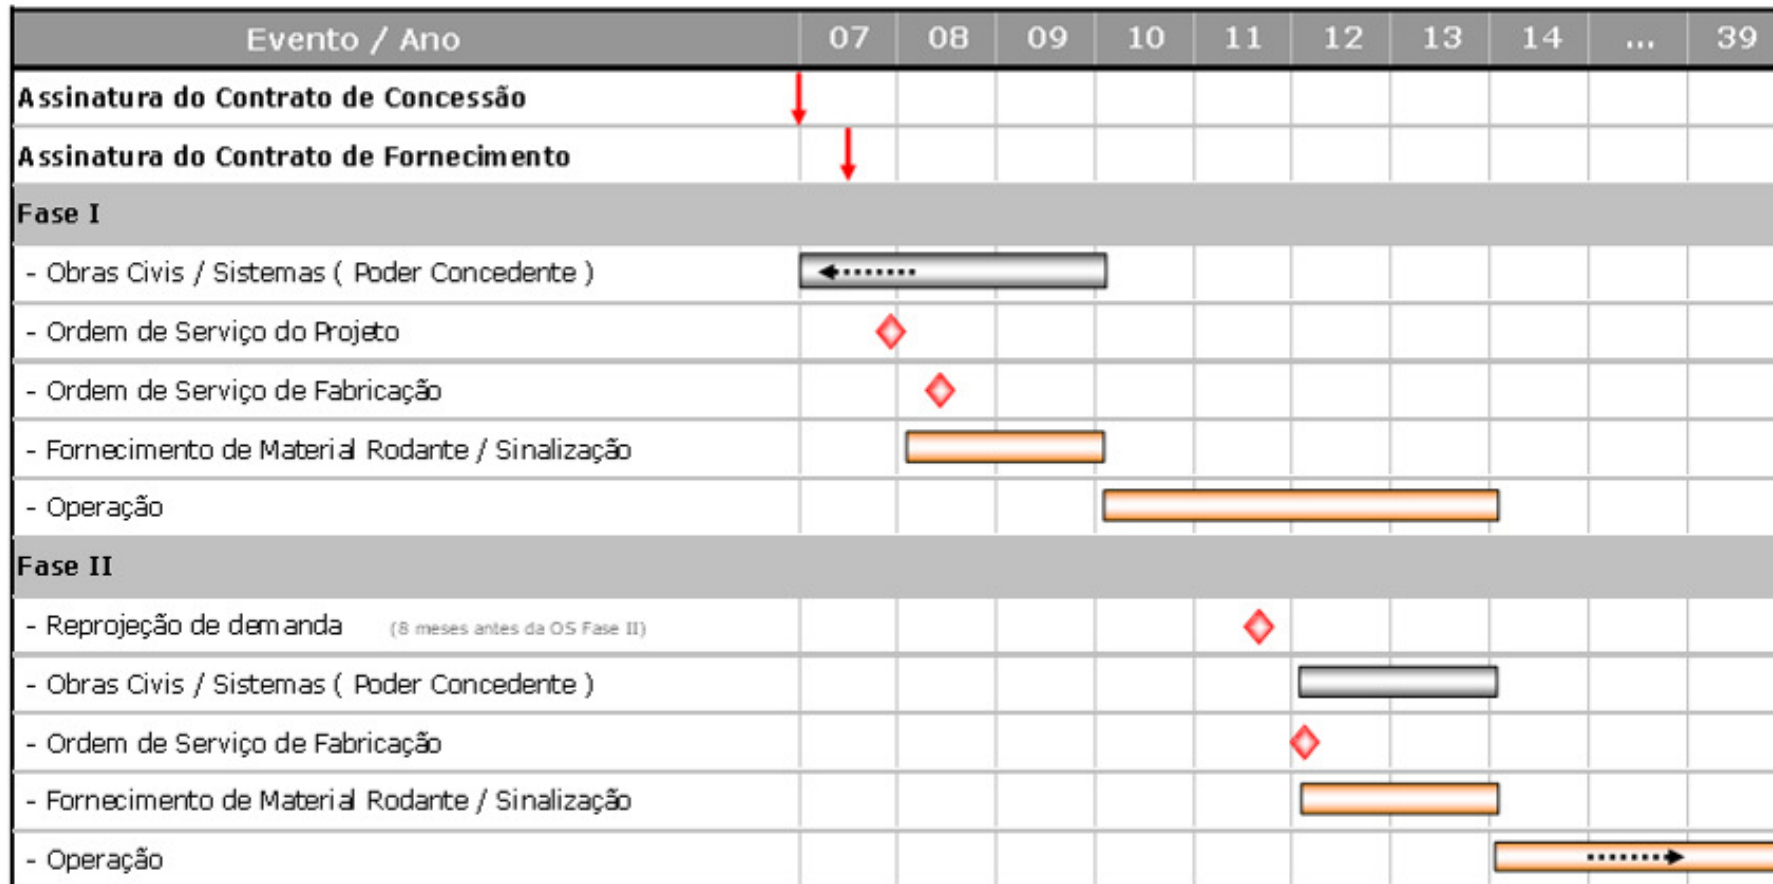 Evento / Ano 07 08 09 10 11 12 13 14 ... 39
Assinatura do Contrato de Concessão
Assinatura do Contrato de Fornecimento
Fase I
- Obras Civis / Sistemas ( Poder Concedente )
- Ordem de Serviço do Projeto
- Ordem de Serviço de Fabricação
- Fornecimento de Material Rodante / Sinalização
- Operação
Fase II
- Reprojeção de demanda (8 meses antes da OS Fase II)
- Obras Civis / Sistemas ( Poder Concedente )
- Ordem de Serviço de Fabricação
- Fornecimento de Material Rodante / Sinalização
- Operação